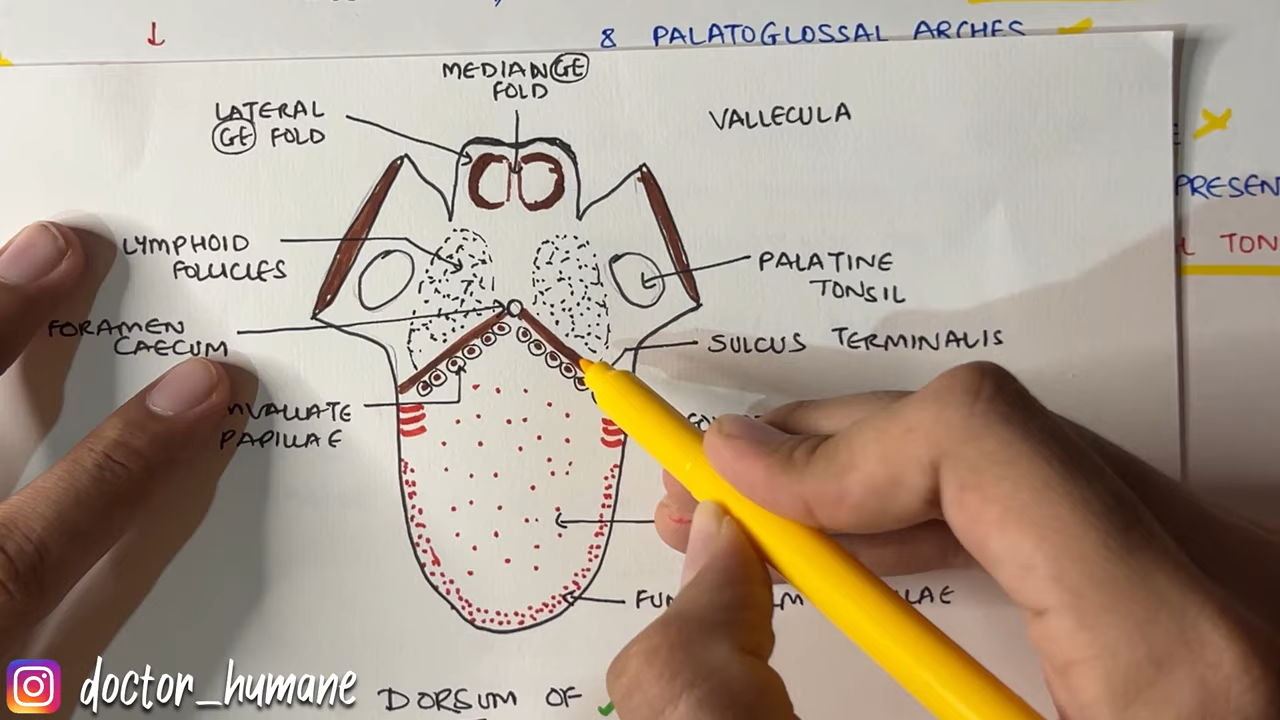 8 PALATOGLOSSAL ARCHES
MEDIAN GE
FOLD
LATERAL
GE FOLD
VALLECULA
PRESEN
LYMPHOID
FOLLICLES
PALATINE
TONSIL
TON
FORAMEN
CAECUM
SULCUS TERMINALIS
PAPILLAE
doctor_humane
DORSUM OF